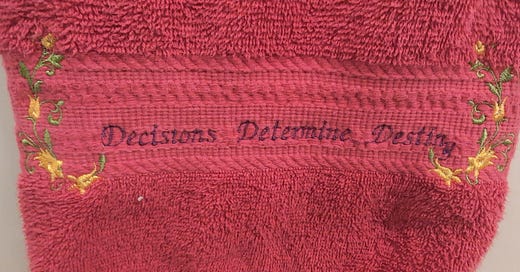 Decisions Determine Destiny